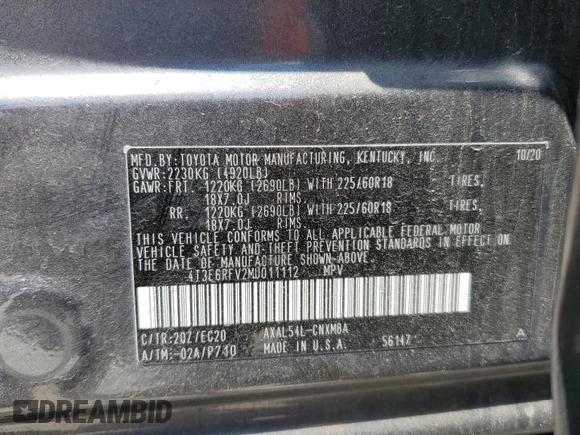 MFD.BY:TOYOTA MOTOR MANUFACTURING, KENTUCKY, INC. 10/20
GVWR:2230KG (4920LB)
GAWR:FRT. 1220KG (2690LB) WITH 225/60R18 TIRES,
18X7.0J RIMS.
RR. 1220KG (2690LB) WITH 225/60R18 TIRES,
18X7.0J RIMS.
THIS VEHICLE CONFORMS TO ALL APPLICABLE FEDERAL MOTOR
VEHICLE SAFETY AND THEFT PREVENTION STANDARDS IN EFFECT ON
THE DATE OF MANUFACTURE SHOWN ABOVE.
4T3E6RFV2MU011112 MPV
C/TR:20Z/EC20 AXAL54L-CNXMBA A
A/TM:-02A/P710 MADE IN U.S.A. 56147
DREAMBID